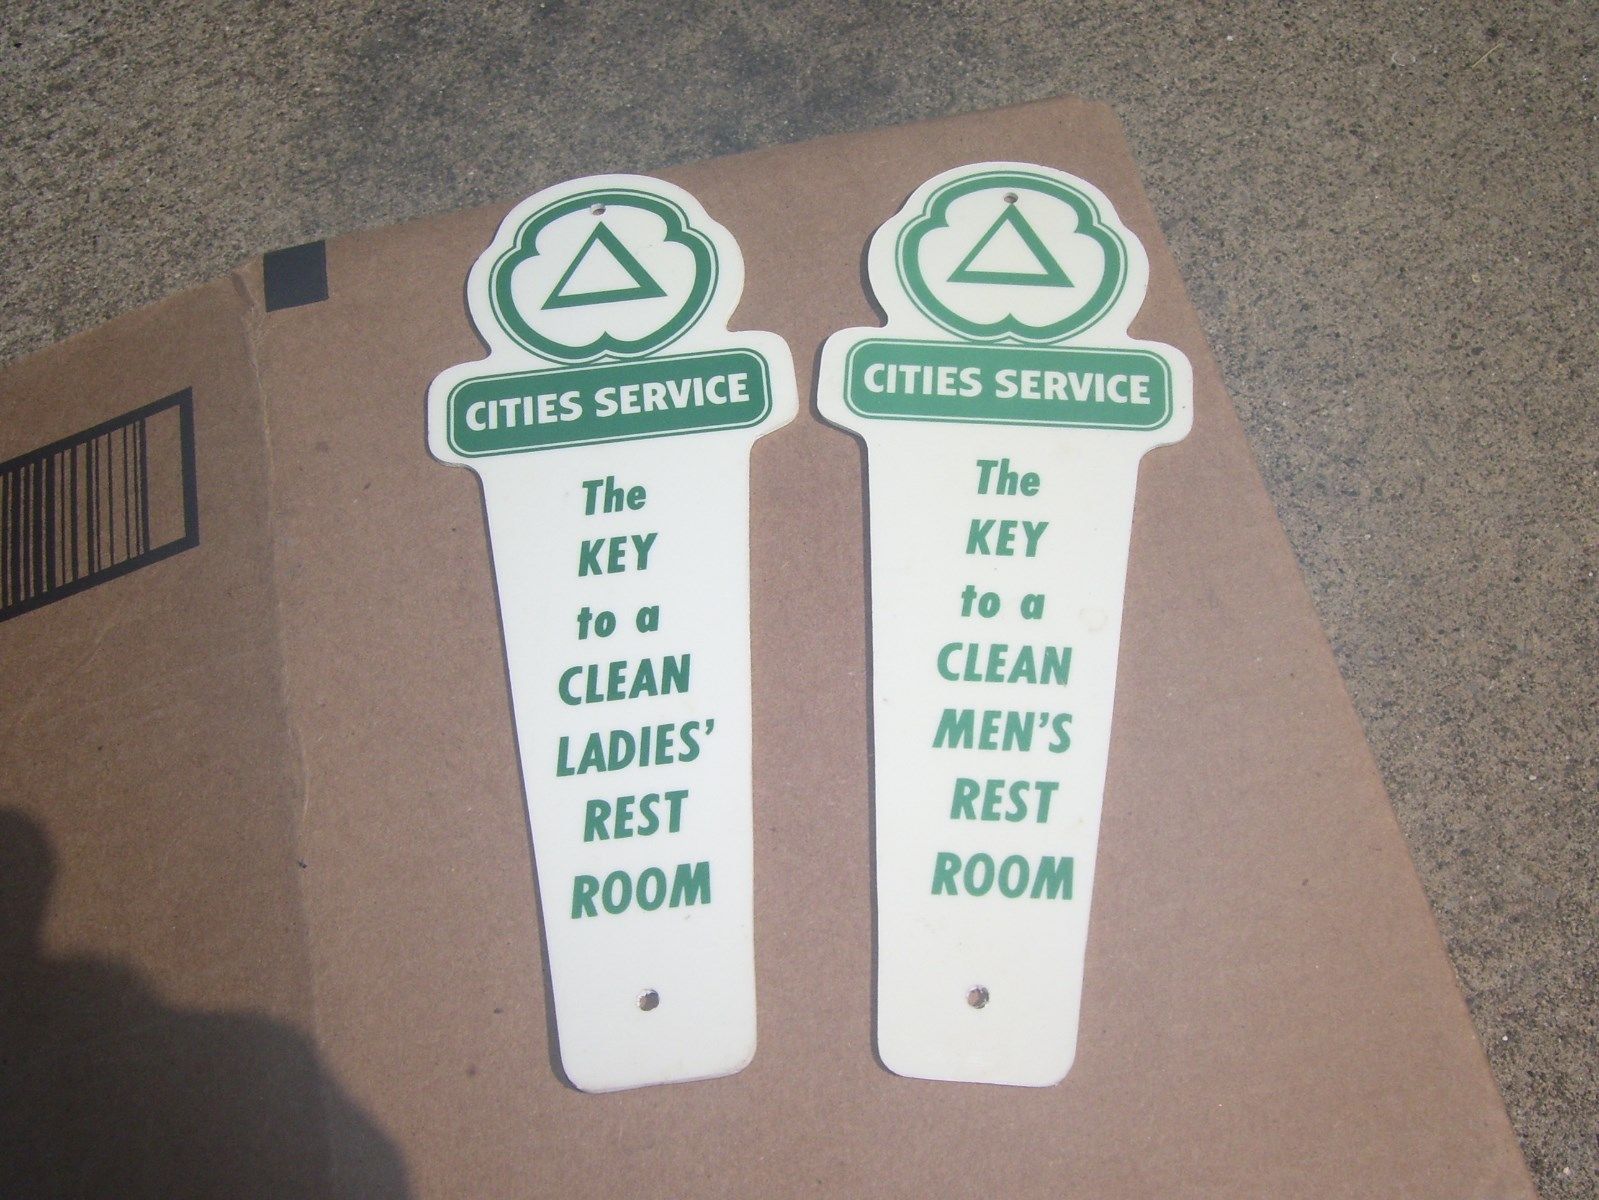 CITIES SERVICE
The
KEY
to a
CLEAN
LADIES'
REST
ROOM
CITIES SERVICE
The
KEY
to a
CLEAN
MEN'S
REST
ROOM